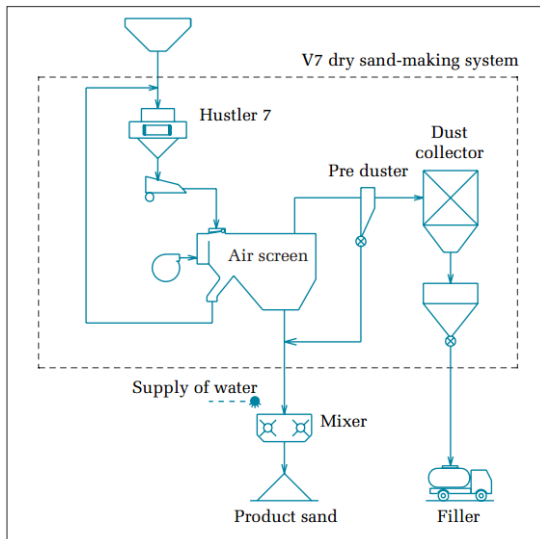 V7 dry sand-making system
Hustler 7
Dust
collector
Pre duster
Air screen
Supply of water
Mixer
Product sand
Filler